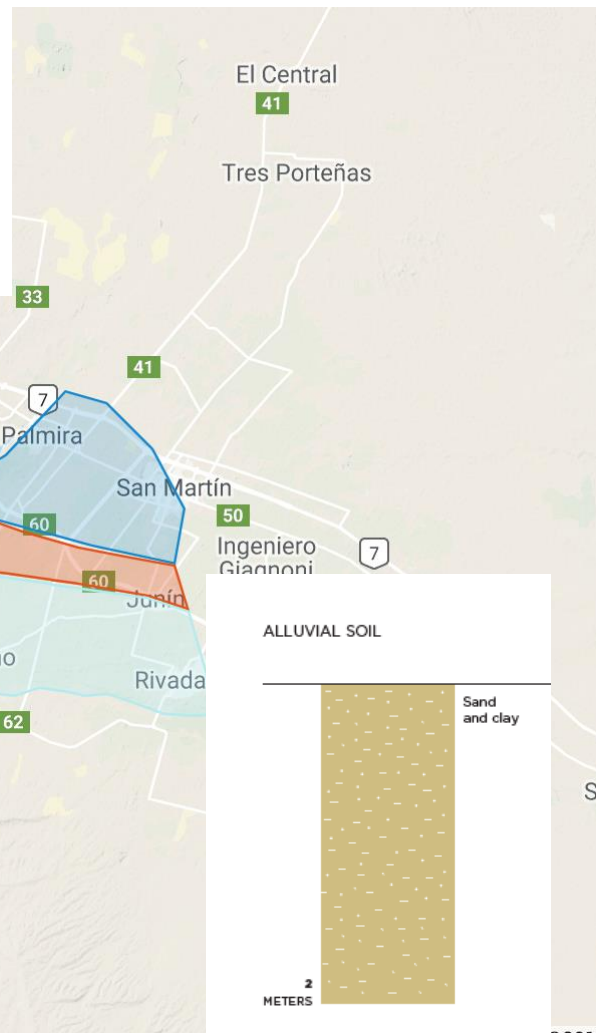 El Central
41
Tres Porteñas
33
41
7
Palmira
San Martín
60
50
Ingeniero
Giagnoni
7
60
Junín
Rivada
62
ALLUVIAL SOIL
Sand
and clay
S
2
METERS